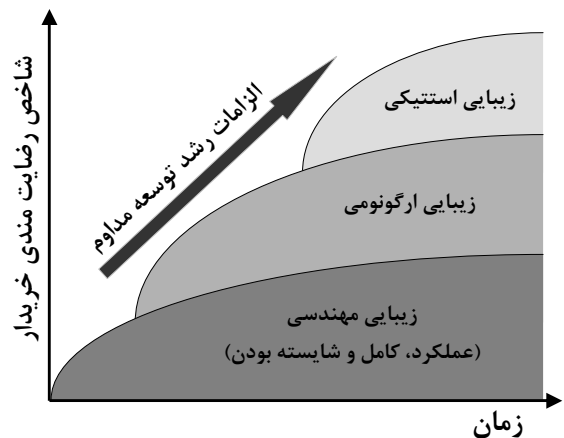 شاخص رضایت مندی خریدار
الزامات رشد توسعه مداوم
زیبایی استتیکی
زیبایی ارگونومی
زیبایی مهندسی
(عملکرد، کامل و شایسته بودن)
زمان